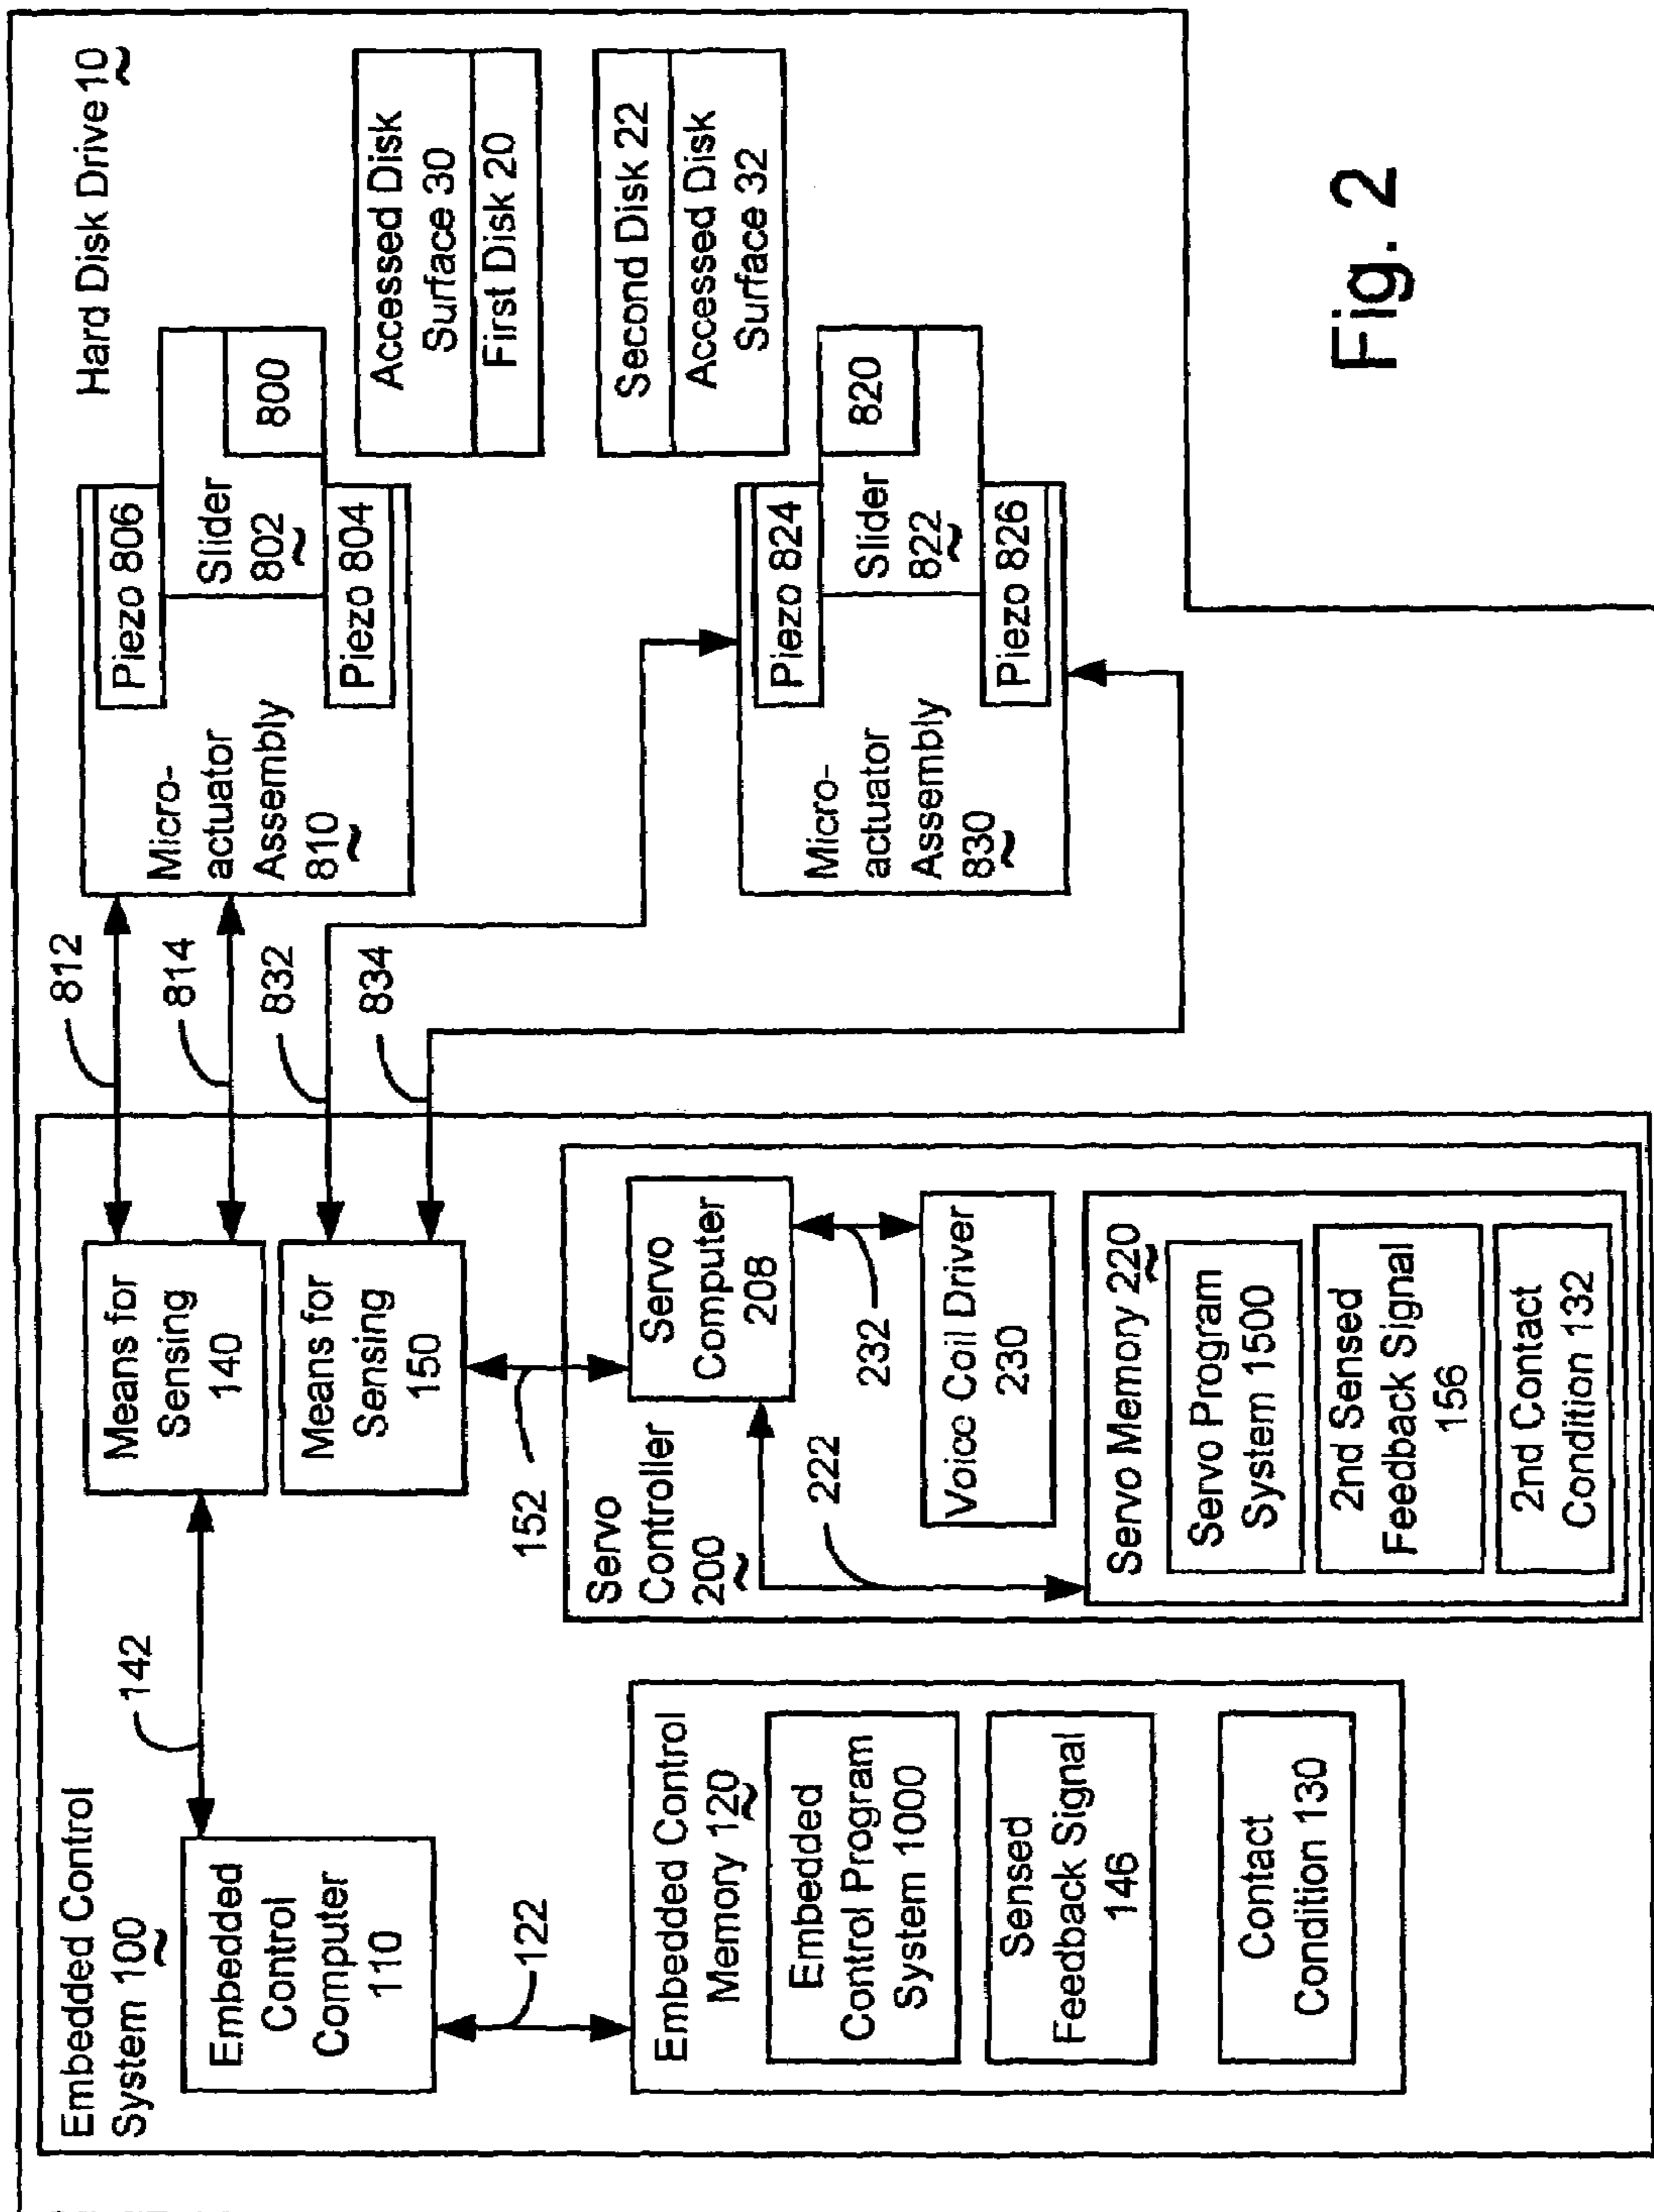 Hard Disk Drive 10
Embedded Control
System 100
Embedded
Control
Computer
110
142
122
Embedded Control
Memory 120
Embedded
Control Program
System 1000
Sensed
Feedback Signal
146
Contact
Condition 130
Means for
Sensing
140
Means for
Sensing
150
152
Servo
Controller
200
Servo
Computer
208
232
Voice Coil Driver
230
222
Servo Memory 220
Servo Program
System 1500
2nd Sensed
Feedback Signal
156
2nd Contact
Condition 132
812
814
832
834
Micro-
actuator
Assembly
810
Piezo 806
Slider
802
800
Piezo 804
Accessed Disk
Surface 30
First Disk 20
Second Disk 22
Accessed Disk
Surface 32
Micro-
actuator
Assembly
830
Piezo 824
Slider
822
820
Piezo 826
Fig. 2